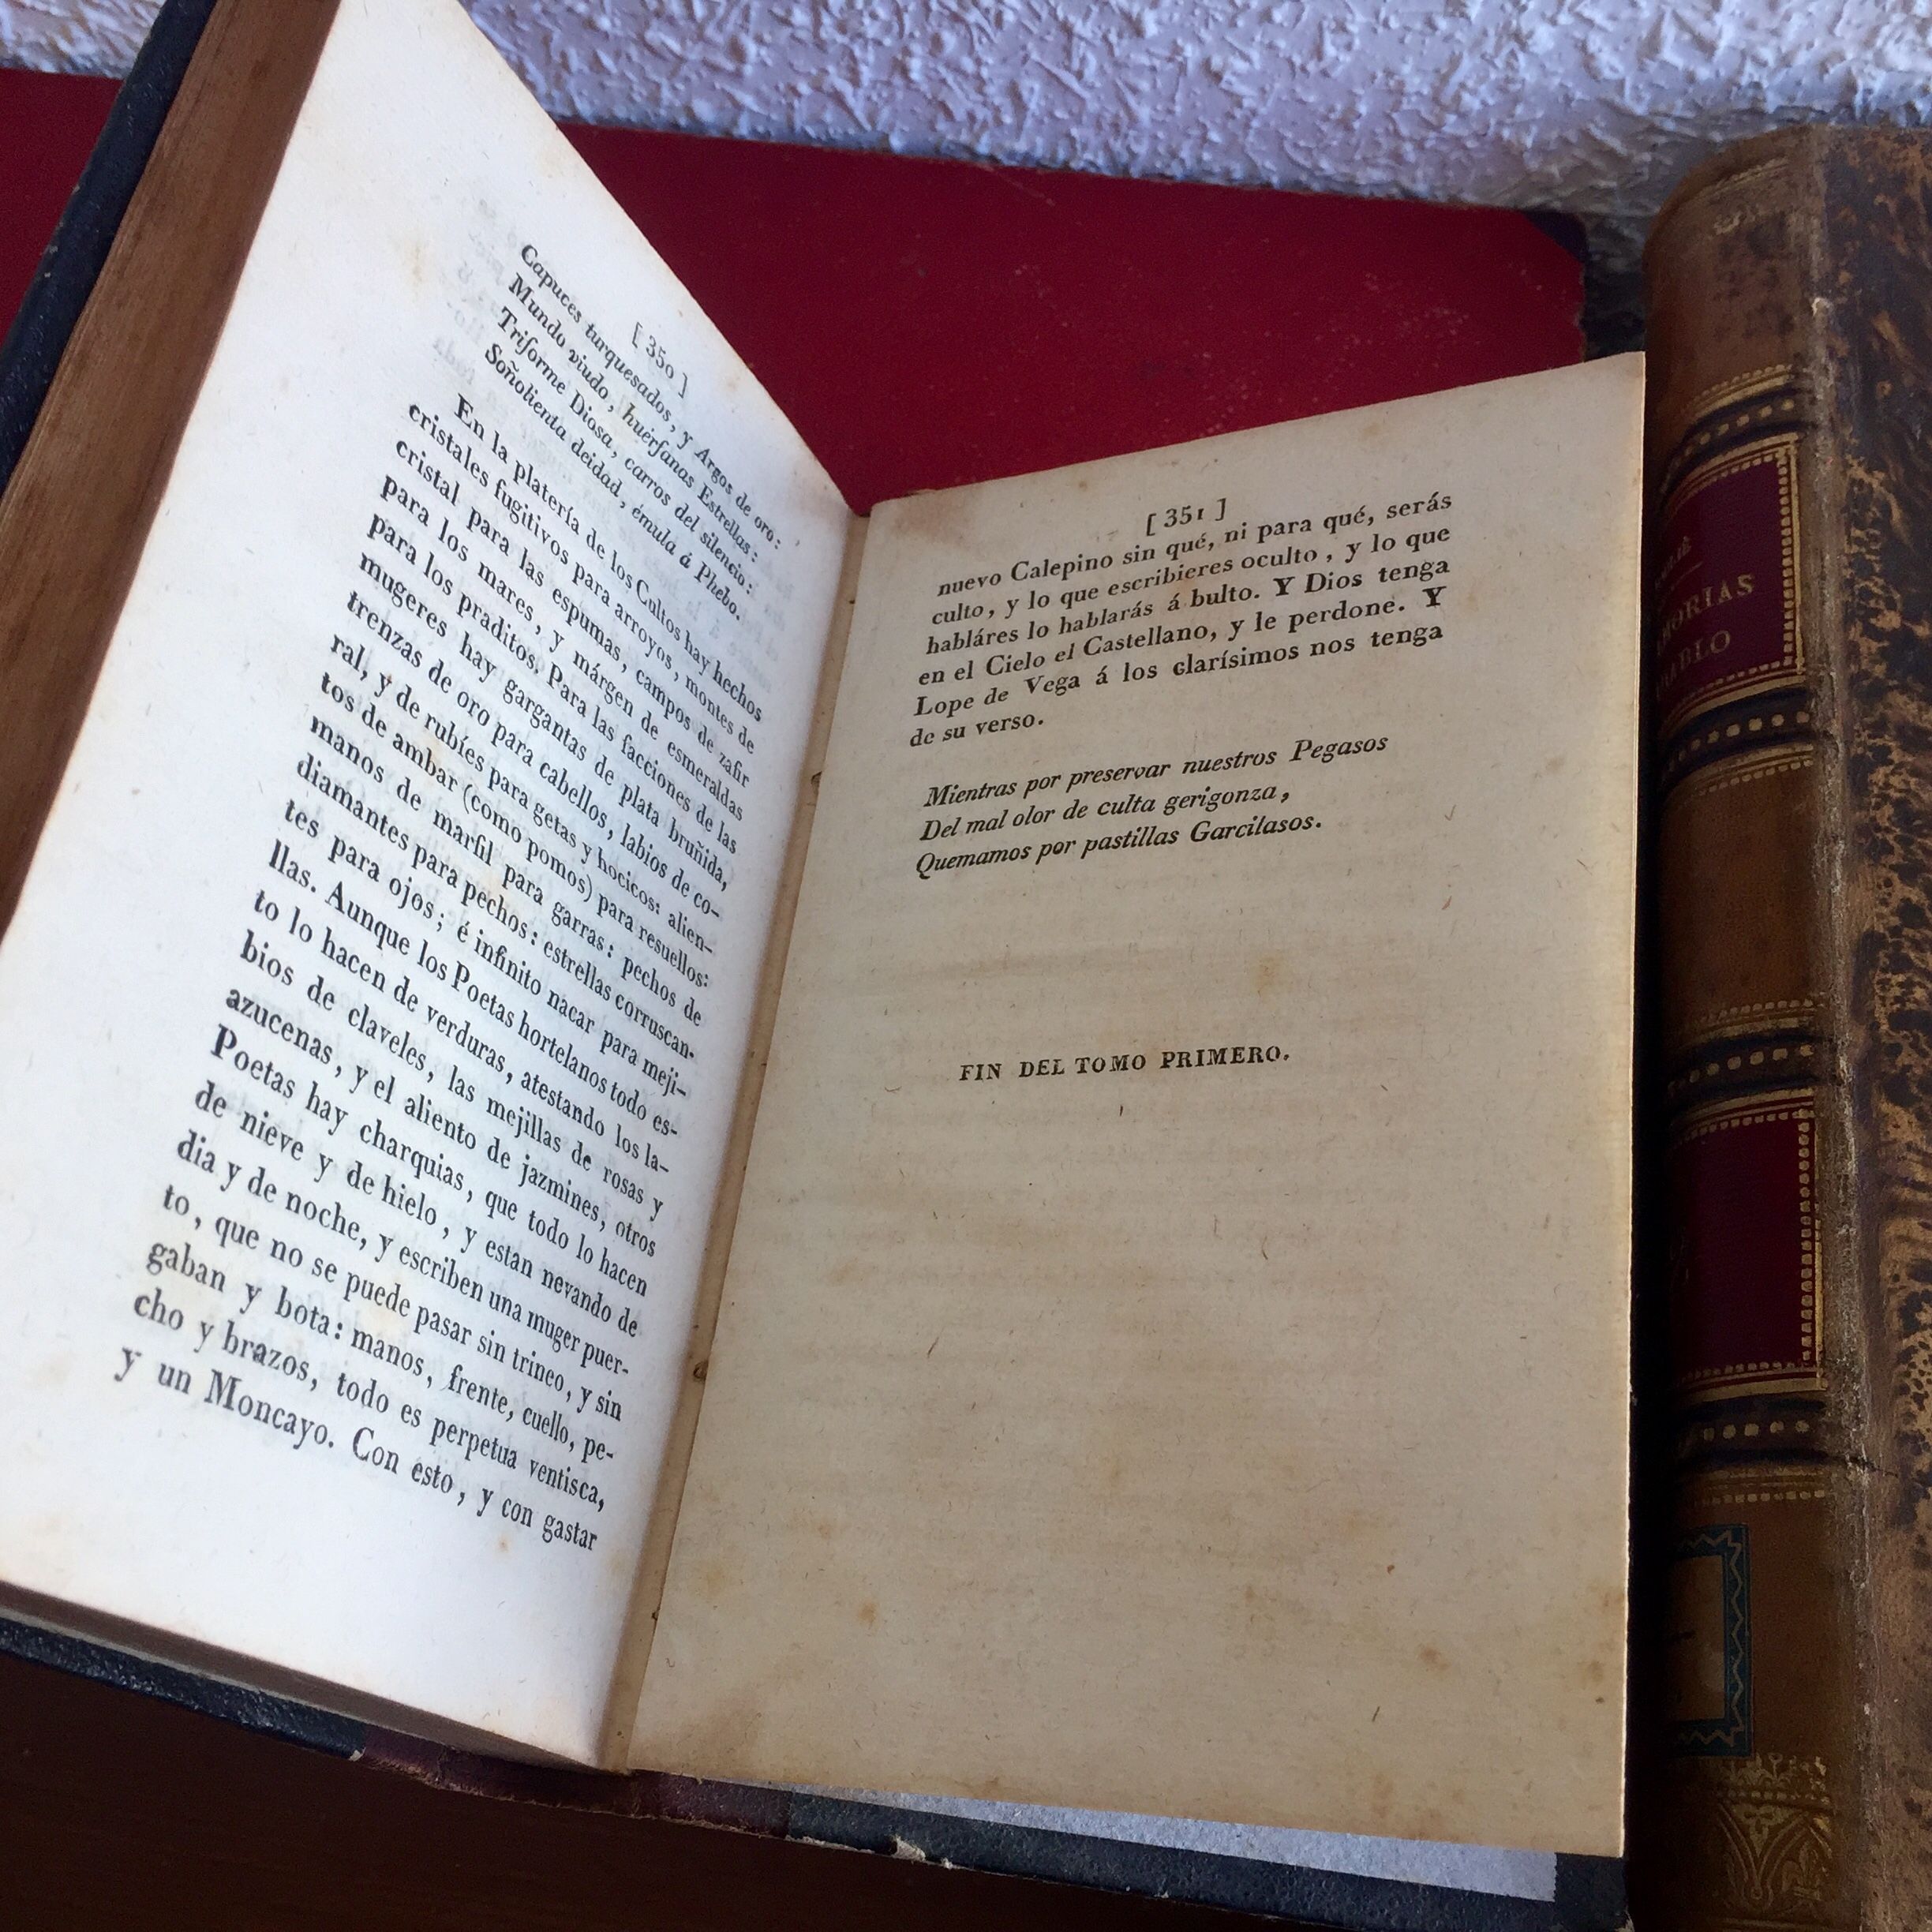 [ 350 ]
Capuces turquesados, y Argos de oro:
Mundo viudo, huérfanas Estrellas:
Triforme Diosa, carros del silencio:
Soñolienta deidad, émula á Phebo.
En la platería de los Cultos hay hechos
cristales fugitivos para arroyos, montes de
cristal para las espumas, campos de zafir
para los mares, y márgen de esmeraldas
para los praditos. Para las facciones de las
mugeres hay gargantas de plata bruñida,
trenzas de oro para cabellos, labios de co-
ral, y de rubíes para getas y hocicos: alien-
tos de ambar (como pomos) para resuellos:
manos de marfil para garras: pechos de
diamantes para pechos: estrellas corruscan-
tes para ojos; é infinito nacar para meji-
llas. Aunque los Poetas hortelanos todo es-
to lo hacen de verduras, atestando los la-
bios de claveles, las mejillas de rosas y
azucenas, y el aliento de jazmines, otros
Poetas hay charquias, que todo lo hacen
de nieve y de hielo, y estan nevando de
dia y de noche, y escriben una muger puer-
to, que no se puede pasar sin trineo, y sin
gaban y bota: manos, frente, cuello, pe-
cho y brazos, todo es perpetua ventisca,
y un Moncayo. Con esto, y con gastar
[ 351 ]
nuevo Calepino sin qué, ni para qué, serás
culto, y lo que escribieres oculto, y lo que
habláres lo hablarás á bulto. Y Dios tenga
en el Cielo el Castellano, y le perdone. Y
Lope de Vega á los clarísimos nos tenga
de su verso.
Mientras por preservar nuestros Pegasos
Del mal olor de culta gerigonza,
Quemamos por pastillas Garcilasos.
FIN DEL TOMO PRIMERO.